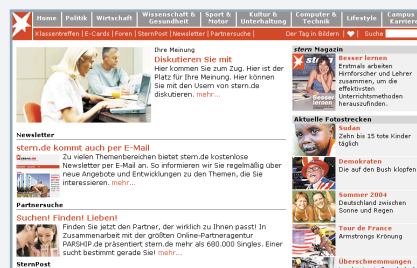 Home Politik Wirtschaft Wissenschaft & Gesundheit Sport & Motor Kultur & Unterhaltung Computer & Technik Lifestyle Campus Karriere
Klassentreffen | E-Cards | Foren | SternPost | Newsletter | Partnersuche | Der Tag in Bildern | Suche
Ihre Meinung
Diskutieren Sie mit
Hier kommen Sie zum Zug. Hier ist der
Platz für Ihre Meinung. Hier können
Sie mit den Usern von stern.de
diskutieren. mehr...
Newsletter
stern.de kommt auch per E-Mail
Zu vielen Themenbereichen bietet stern.de kostenlose
Newsletter per E-Mail an. So informieren wir Sie regelmäßig über
neue Angebote und Entwicklungen zu den Themen, die Sie
interessieren. mehr...
Partnersuche
Suchen! Finden! Lieben!
Finden Sie jetzt den Partner, der wirklich zu Ihnen passt! In
Zusammenarbeit mit der größten Online-Partneragentur
PARSHIP.de präsentiert stern.de mehr als 680.000 Singles. Einer
sucht bestimmt gerade Sie! mehr...
SternPost
stern Magazin
Besser lernen
Erstmals arbeiten
Hirnforscher und Lehrer
zusammen, um die
effektivsten
Unterrichtsmethoden
herauszufinden.
Aktuelle Fotostrecken
Sudan
Zehn bis 15 tote Kinder
täglich
Demokraten
Die auf den Bush klopfen
Sommer 2004
Deutschland zwischen
Sonne und Regen
Tour de France
Armstrongs Krönung
Überschwemmungen